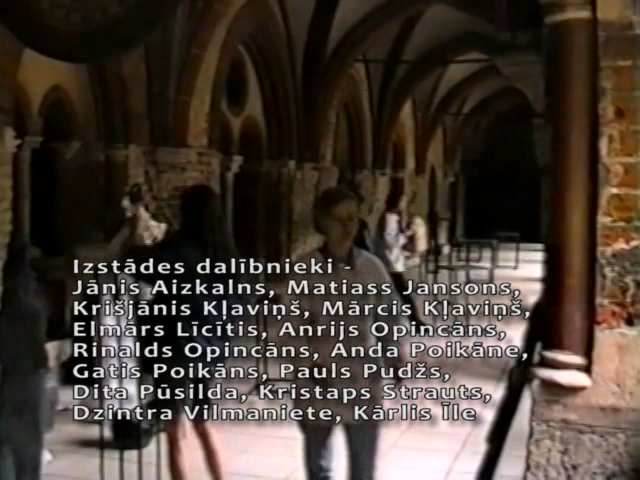 Izstādes dalībnieki -
Jānis Aizkalns, Matiass Jansons,
Krišjānis Kļaviņš, Mārcis Kļaviņš,
Elmārs Līcītis, Anrijs Opincāns,
Rinalds Opincāns, Anda Poikāne,
Gatis Poikāns, Pauls Pudžs,
Dita Pūsilda, Kristaps Strauts,
Dzintra Vilmaniete, Kārlis Īle